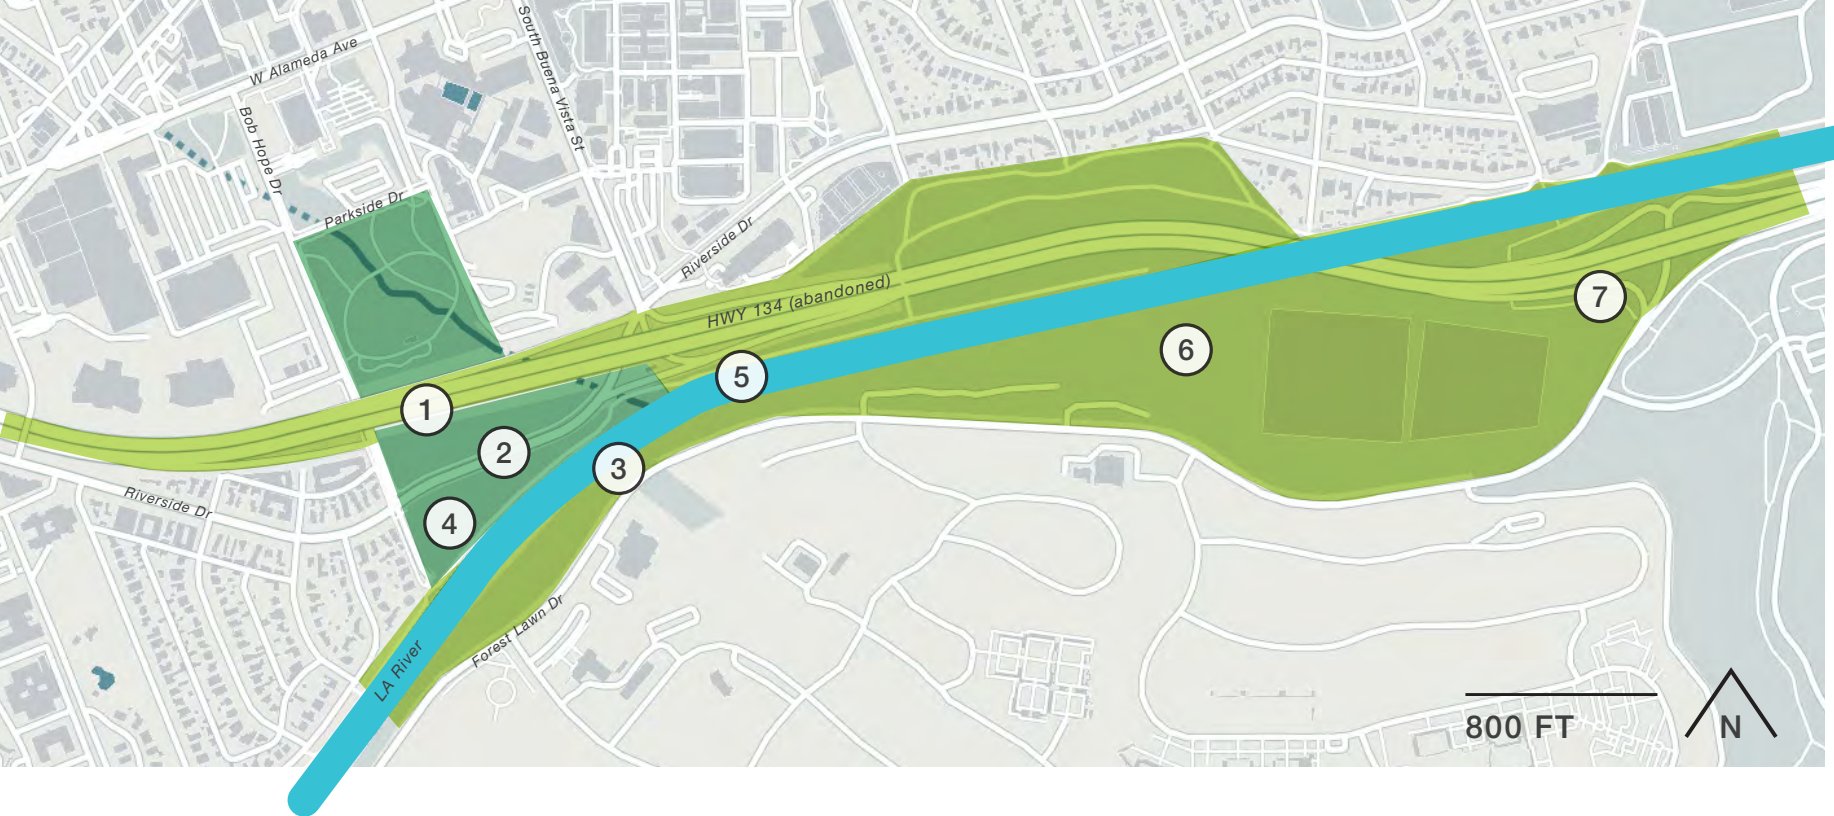 W Alameda Ave
South Buena Vista St
Bob Hope Dr
Parkside Dr
Riverside Dr
HWY 134 (abandoned)
7
6
5
1
2
3
4
Riverside Dr
Forest Lawn Dr
LA River
800 FT
N